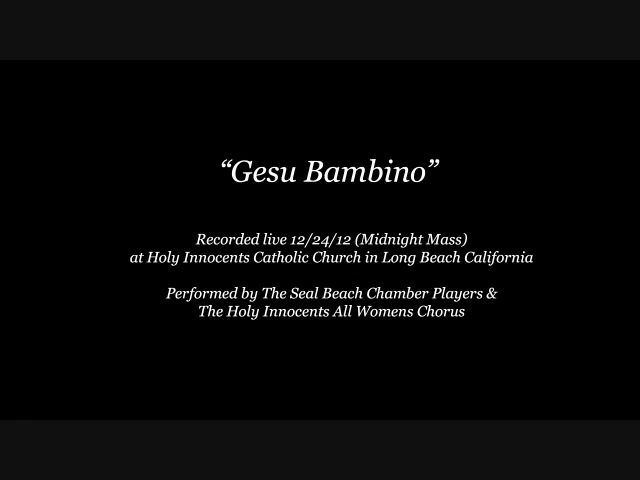 “Gesu Bambino”
Recorded live 12/24/12 (Midnight Mass)
at Holy Innocents Catholic Church in Long Beach California
Performed by The Seal Beach Chamber Players &
The Holy Innocents All Womens Chorus